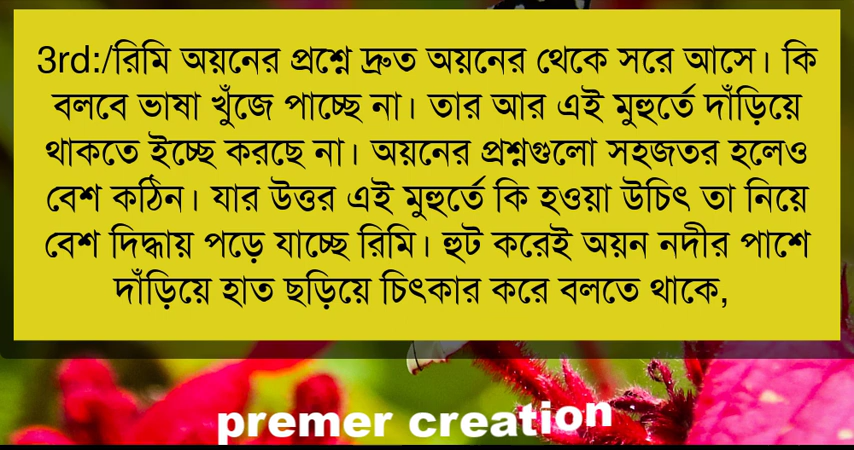 3rd:/রিমি অয়নের প্রশ্নে দ্রুত অয়নের থেকে সরে আসে। কি
বলবে ভাষা খুঁজে পাচ্ছে না। তার আর এই মুহুর্তে দাঁড়িয়ে
থাকতে ইচ্ছে করছে না। অয়নের প্রশ্নগুলো সহজতর হলেও
বেশ কঠিন। যার উত্তর এই মুহুর্তে কি হওয়া উচিৎ তা নিয়ে
বেশ দিদ্ধায় পড়ে যাচ্ছে রিমি। হুট করেই অয়ন নদীর পাশে
দাঁড়িয়ে হাত ছড়িয়ে চিৎকার করে বলতে থাকে,
premer creation